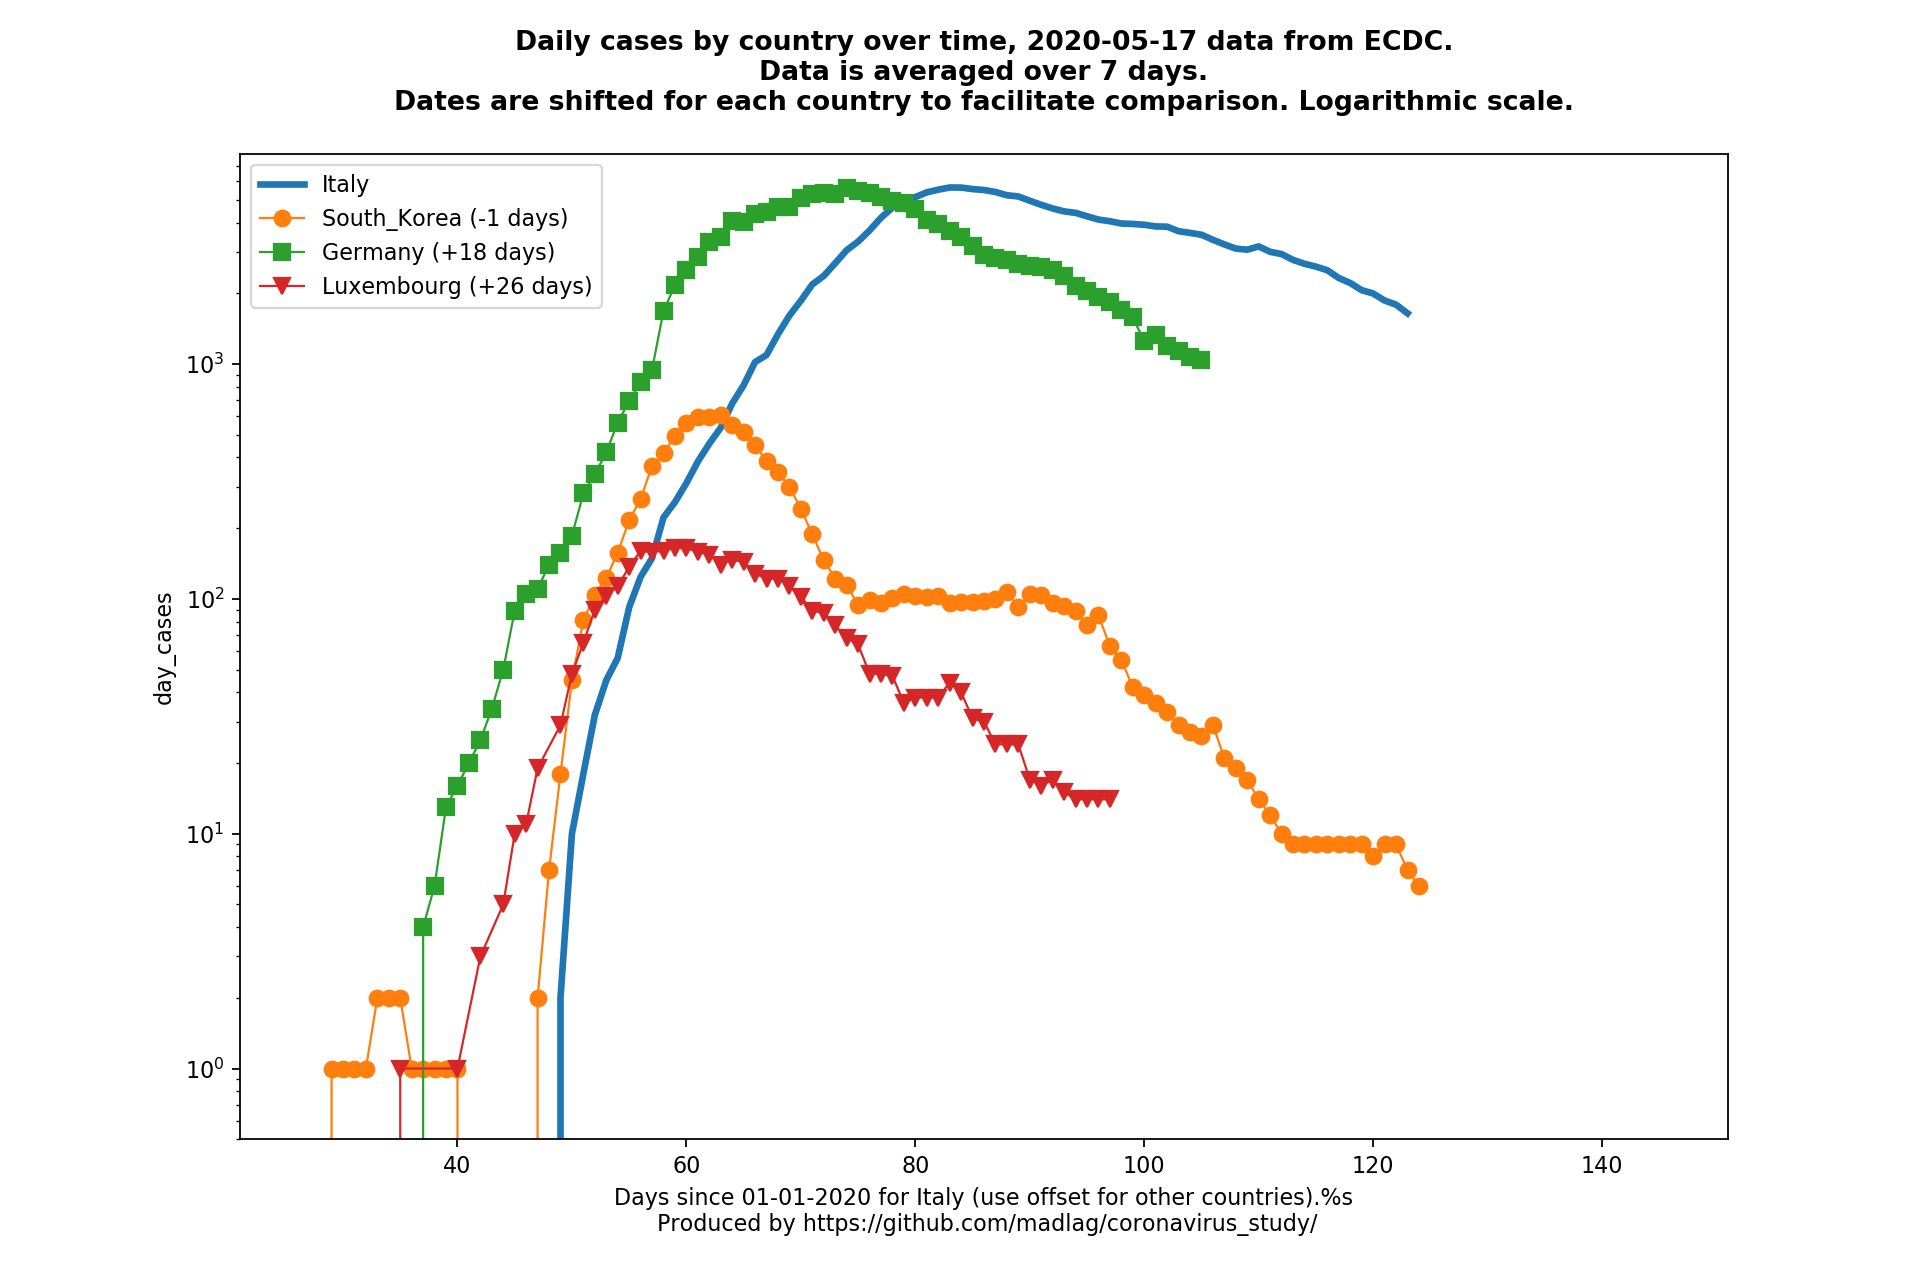 Daily cases by country over time, 2020-05-17 data from ECDC.
Data is averaged over 7 days.
Dates are shifted for each country to facilitate comparison. Logarithmic scale.
Italy
South_Korea (-1 days)
Germany (+18 days)
Luxembourg (+26 days)
10³
10²
10¹
10⁰
day_cases
40 60 80 100 120 140
Days since 01-01-2020 for Italy (use offset for other countries).%s
Produced by https://github.com/madlag/coronavirus_study/